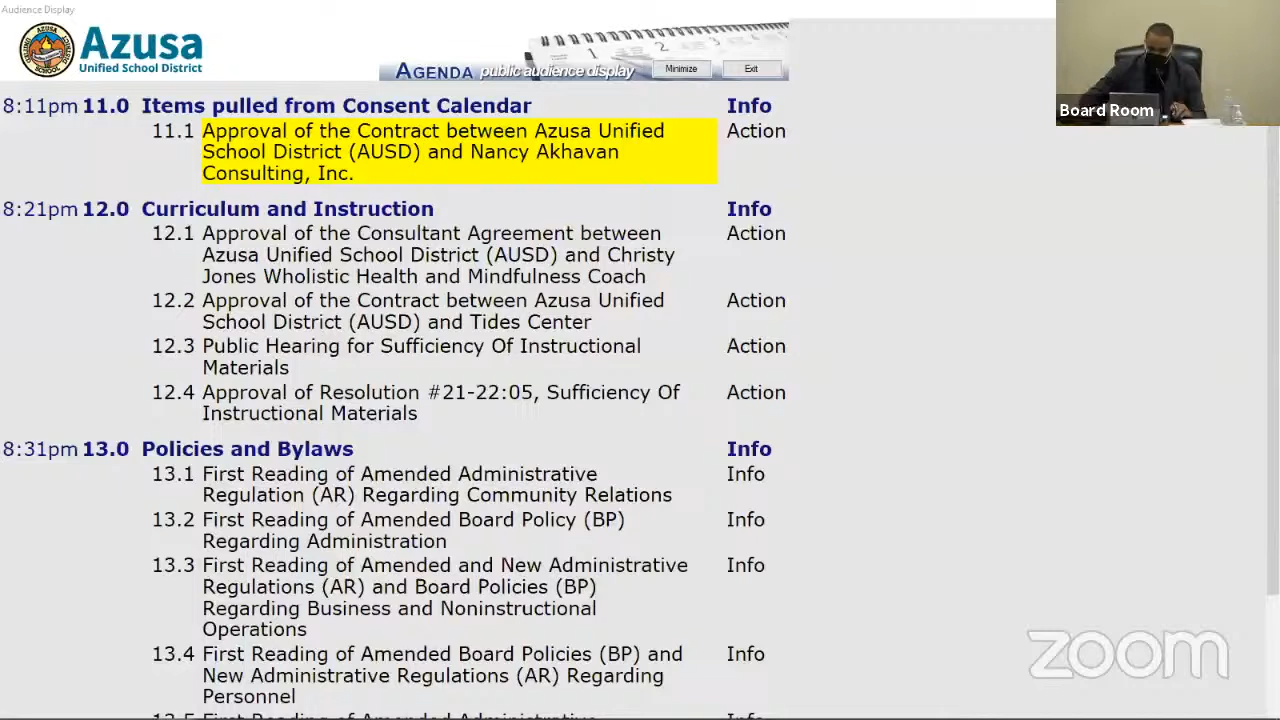 Audience Display
Azusa
Unified School District
AGENDA public audience display
Minimize
Exit
Board Room
8:11pm 11.0 Items pulled from Consent Calendar Info
11.1 Approval of the Contract between Azusa Unified Action
School District (AUSD) and Nancy Akhavan
Consulting, Inc.
8:21pm 12.0 Curriculum and Instruction Info
12.1 Approval of the Consultant Agreement between Action
Azusa Unified School District (AUSD) and Christy
Jones Wholistic Health and Mindfulness Coach
12.2 Approval of the Contract between Azusa Unified Action
School District (AUSD) and Tides Center
12.3 Public Hearing for Sufficiency Of Instructional Action
Materials
12.4 Approval of Resolution #21-22:05, Sufficiency Of Action
Instructional Materials
8:31pm 13.0 Policies and Bylaws Info
13.1 First Reading of Amended Administrative Info
Regulation (AR) Regarding Community Relations
13.2 First Reading of Amended Board Policy (BP) Info
Regarding Administration
13.3 First Reading of Amended and New Administrative Info
Regulations (AR) and Board Policies (BP)
Regarding Business and Noninstructional
Operations
13.4 First Reading of Amended Board Policies (BP) and Info
New Administrative Regulations (AR) Regarding
Personnel
13.5 First Reading of Amended Administrative Info
zoom